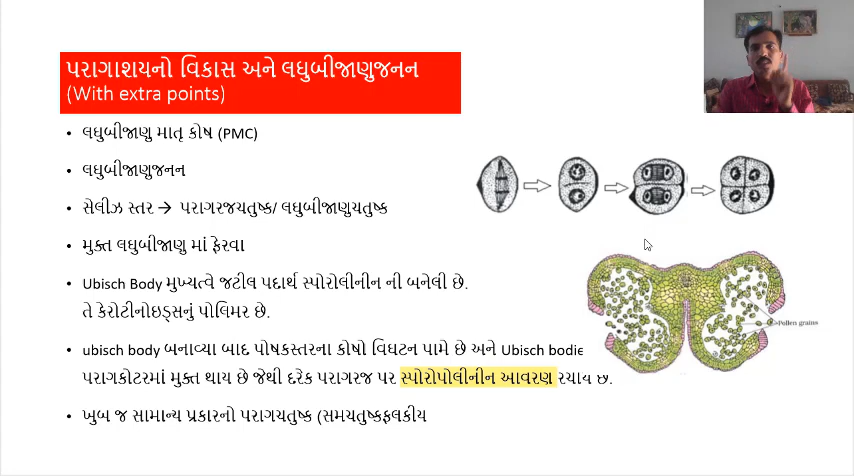 પરાગાશયનો વિકાસ અને લઘુબીજાણુજનન
(With extra points)
• લઘુબીજાણુ માતૃ કોષ (PMC)
• લઘુબીજાણુજનન
• સેલીઝ સ્તર → પરાગરજચતુષ્ક/ લઘુબીજાણુચતુષ્ક
• મુક્ત લઘુબીજાણુ માં ફેરવા
• Ubisch Body મુખ્યત્વે જટીલ પદાર્થ સ્પોરોલીનીન ની બનેલી છે.
તે કેરોટીનોઇડ્સનું પોલિમર છે.
• ubisch body બનાવ્યા બાદ પોષકસ્તરના કોષો વિઘટન પામે છે અને Ubisch bodie
પરાગકોટરમાં મુક્ત થાય છે જેથી દરેક પરાગરજ પર સ્પોરોપોલીનીન આવરણ રચાય છે.
• ખુબ જ સામાન્ય પ્રકારનો પરાગચતુષ્ક (સમચતુષ્કફલકીય
Pollen grains